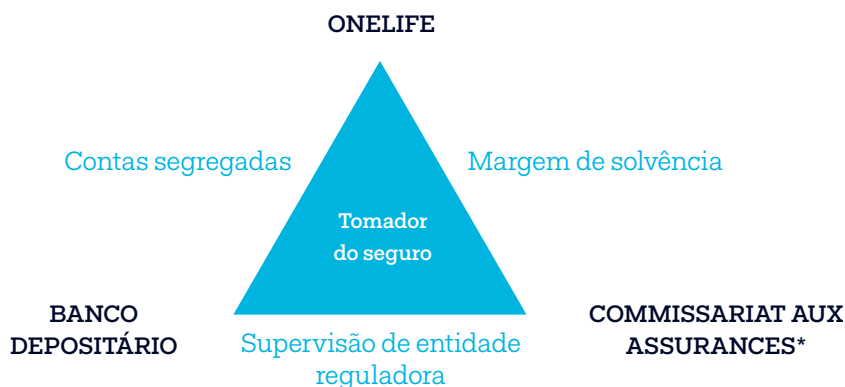 ONELIFE
Contas segregadas
Margem de solvência
Tomador
do seguro
BANCO
DEPOSITÁRIO
Supervisão de entidade
reguladora
COMMISSARIAT AUX
ASSURANCES*